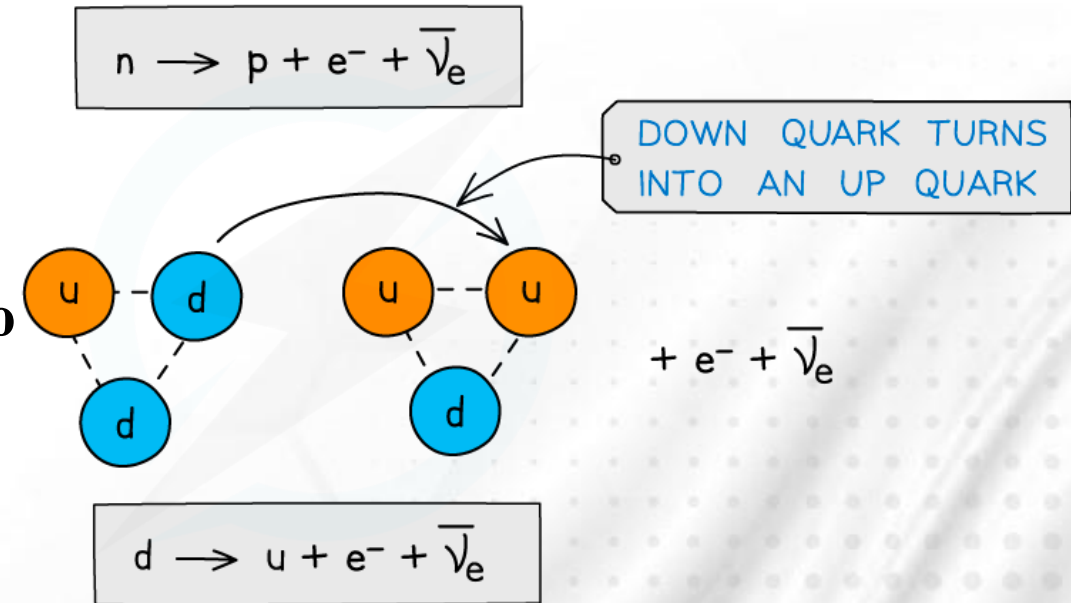 n → p + e⁻ + ν̅ₑ
DOWN QUARK TURNS
INTO AN UP QUARK
u d u u
+ e⁻ + ν̅ₑ
d d
d → u + e⁻ + ν̅ₑ